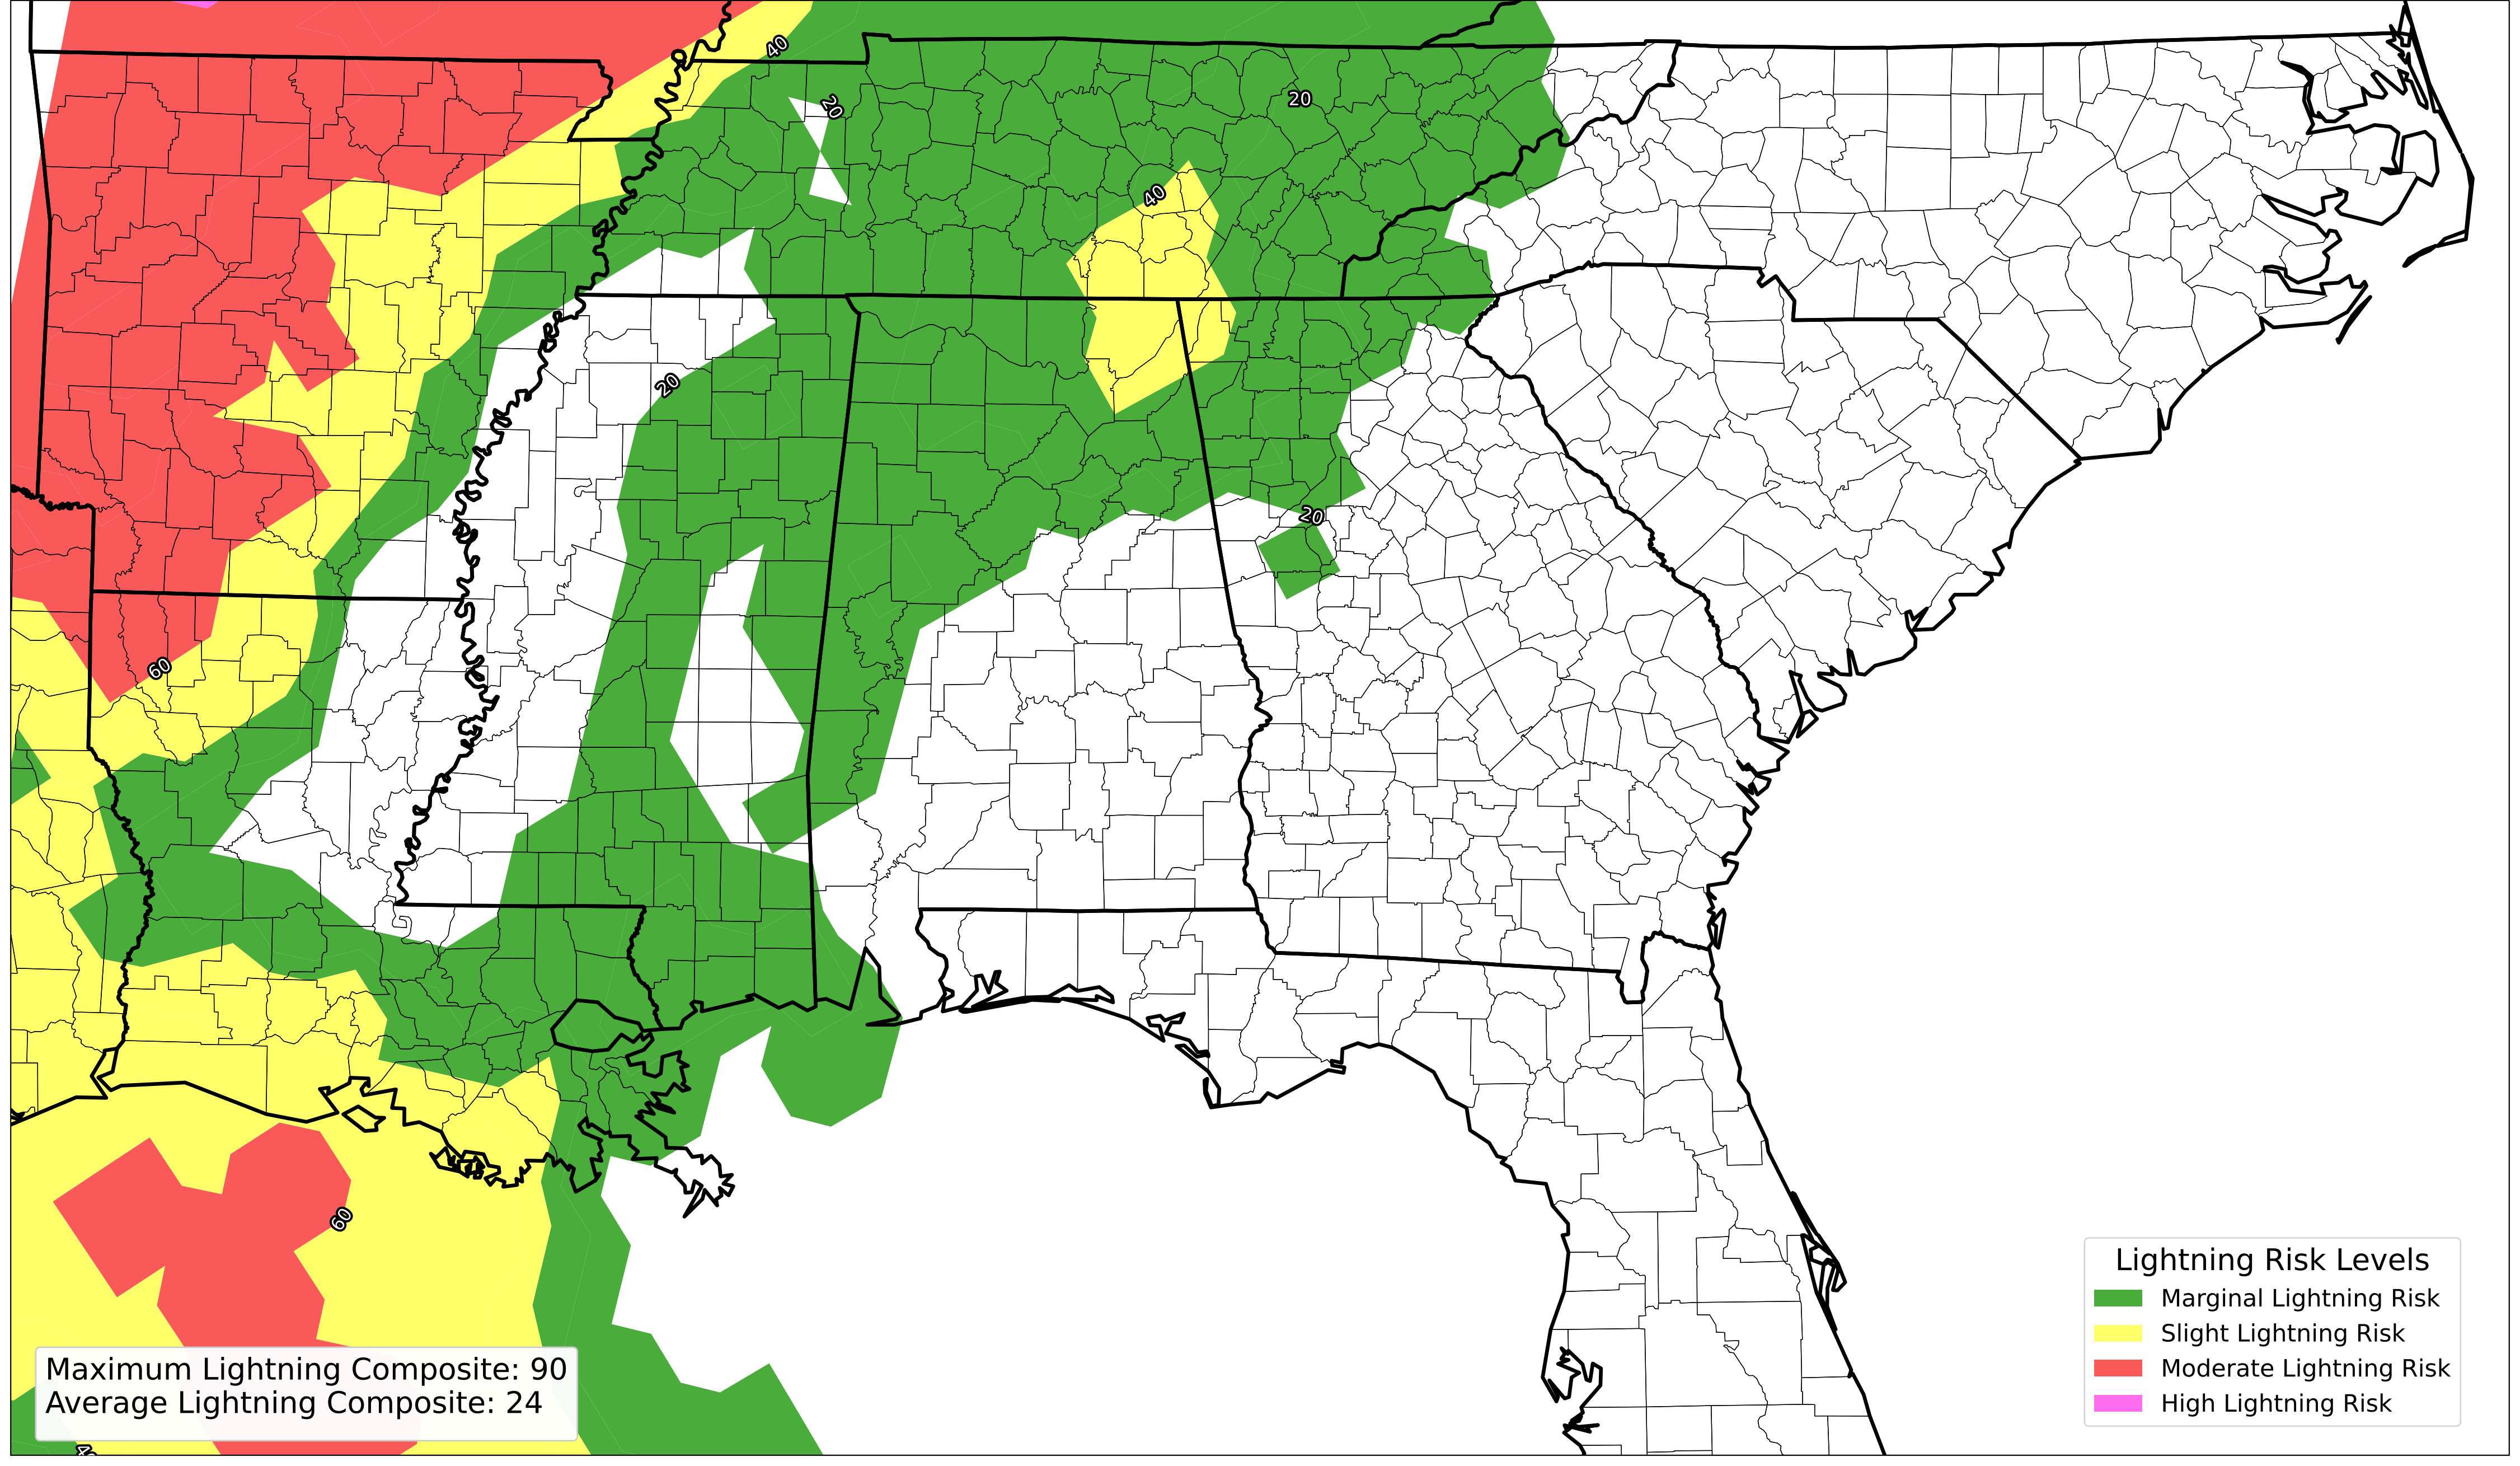 40
20
20
40
20
20
60
60
Lightning Risk Levels
Marginal Lightning Risk
Slight Lightning Risk
Moderate Lightning Risk
High Lightning Risk
Maximum Lightning Composite: 90
Average Lightning Composite: 24